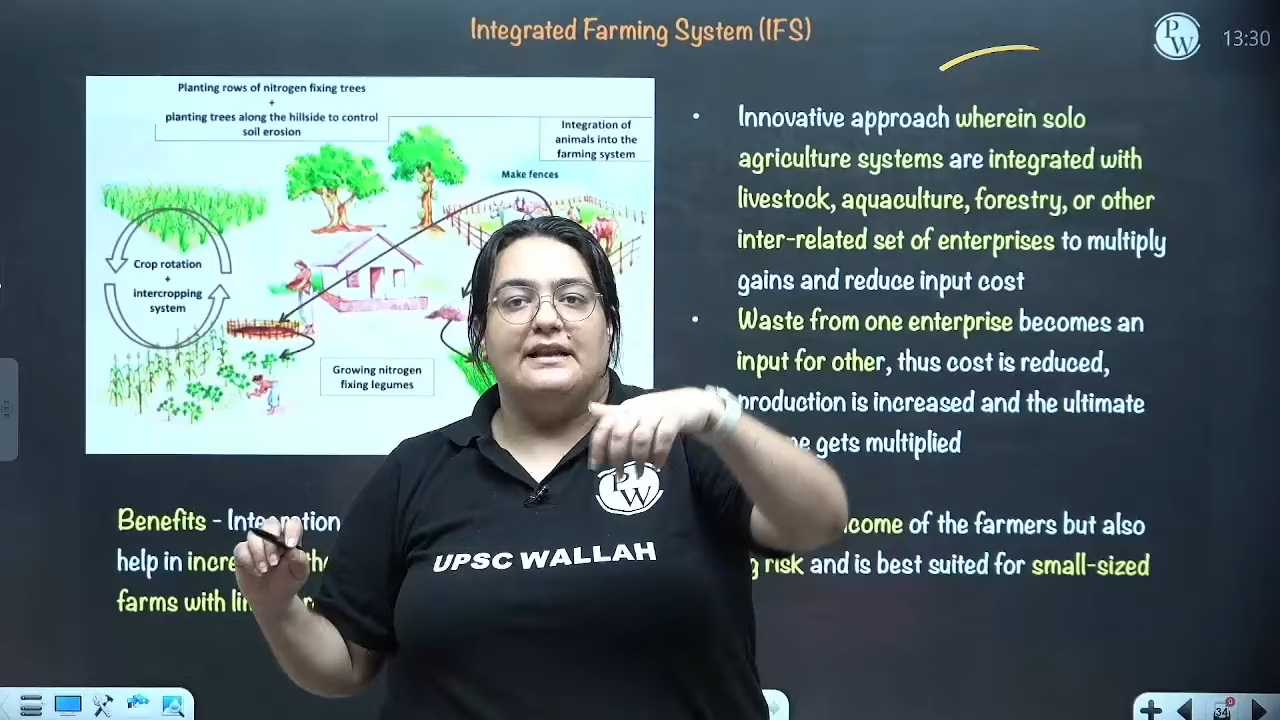 Integrated Farming System (IFS)
PW
13:30
Planting rows of nitrogen fixing trees
+
planting trees along the hillside to control
soil erosion
Integration of
animals into the
farming system
Make fences
Crop rotation
+
intercropping
system
Growing nitrogen
fixing legumes
• Innovative approach wherein solo
agriculture systems are integrated with
livestock, aquaculture, forestry, or other
inter-related set of enterprises to multiply
gains and reduce input cost
• Waste from one enterprise becomes an
input for other, thus cost is reduced,
production is increased and the ultimate
gets multiplied
Benefits - Integration
of the farmers but also
help in
risk and is best suited for small-sized
farms with
PW
UPSC WALLAH
34